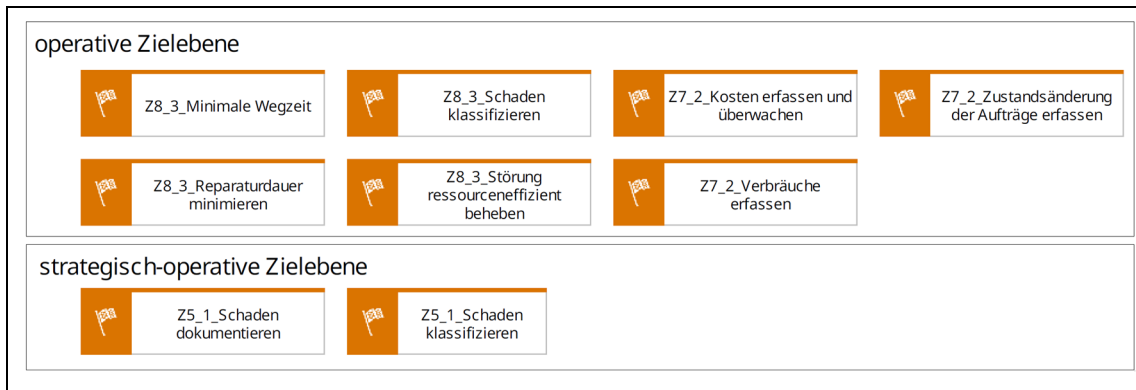 operative Zielebene
Z8_3_Minimale Wegzeit
Z8_3_Schaden
klassifizieren
Z7_2_Kosten erfassen und
überwachen
Z7_2_Zustandsänderung
der Aufträge erfassen
Z8_3_Reparaturdauer
minimieren
Z8_3_Störung
ressourceneffizient
beheben
Z7_2_Verbräuche
erfassen
strategisch-operative Zielebene
Z5_1_Schaden
dokumentieren
Z5_1_Schaden
klassifizieren